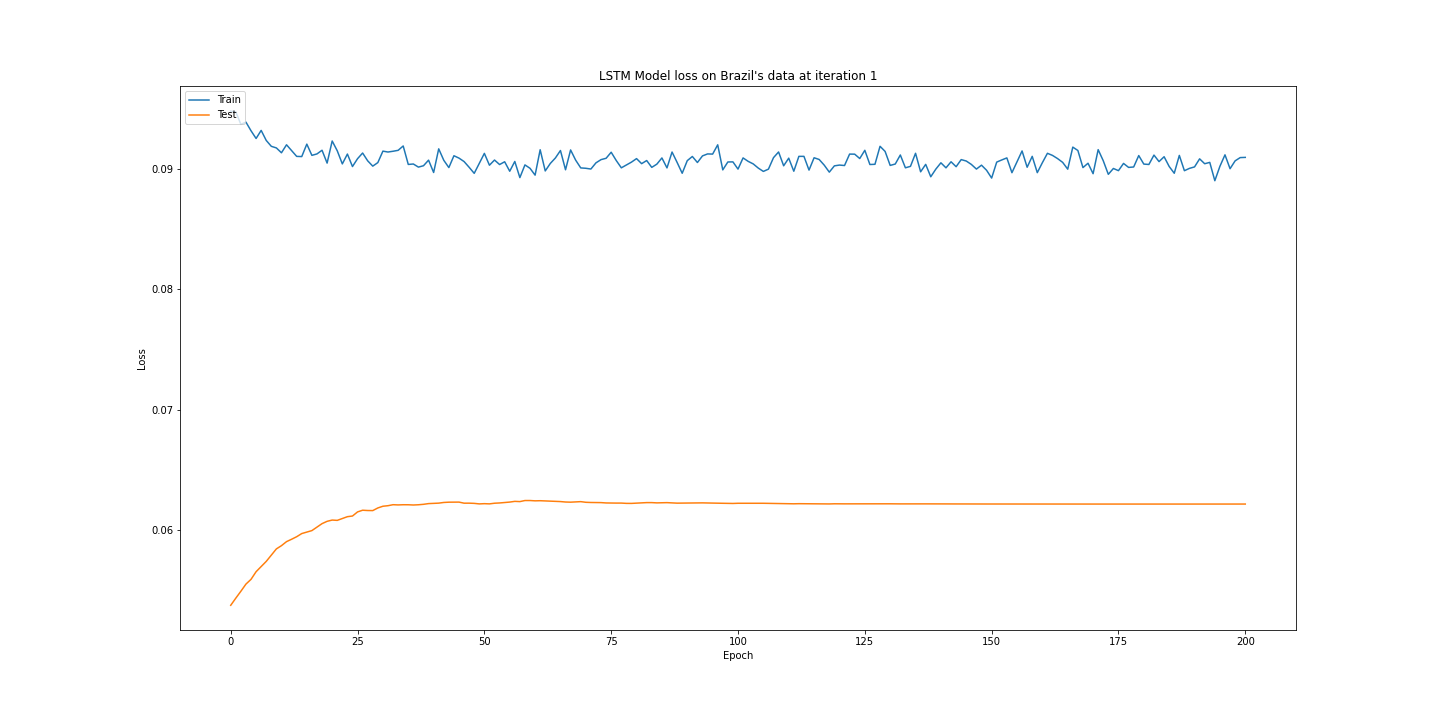 LSTM Model loss on Brazil's data at iteration 1
Train
Test
0.09
0.08
0.07
0.06
Loss
0 25 50 75 100 125 150 175 200
Epoch